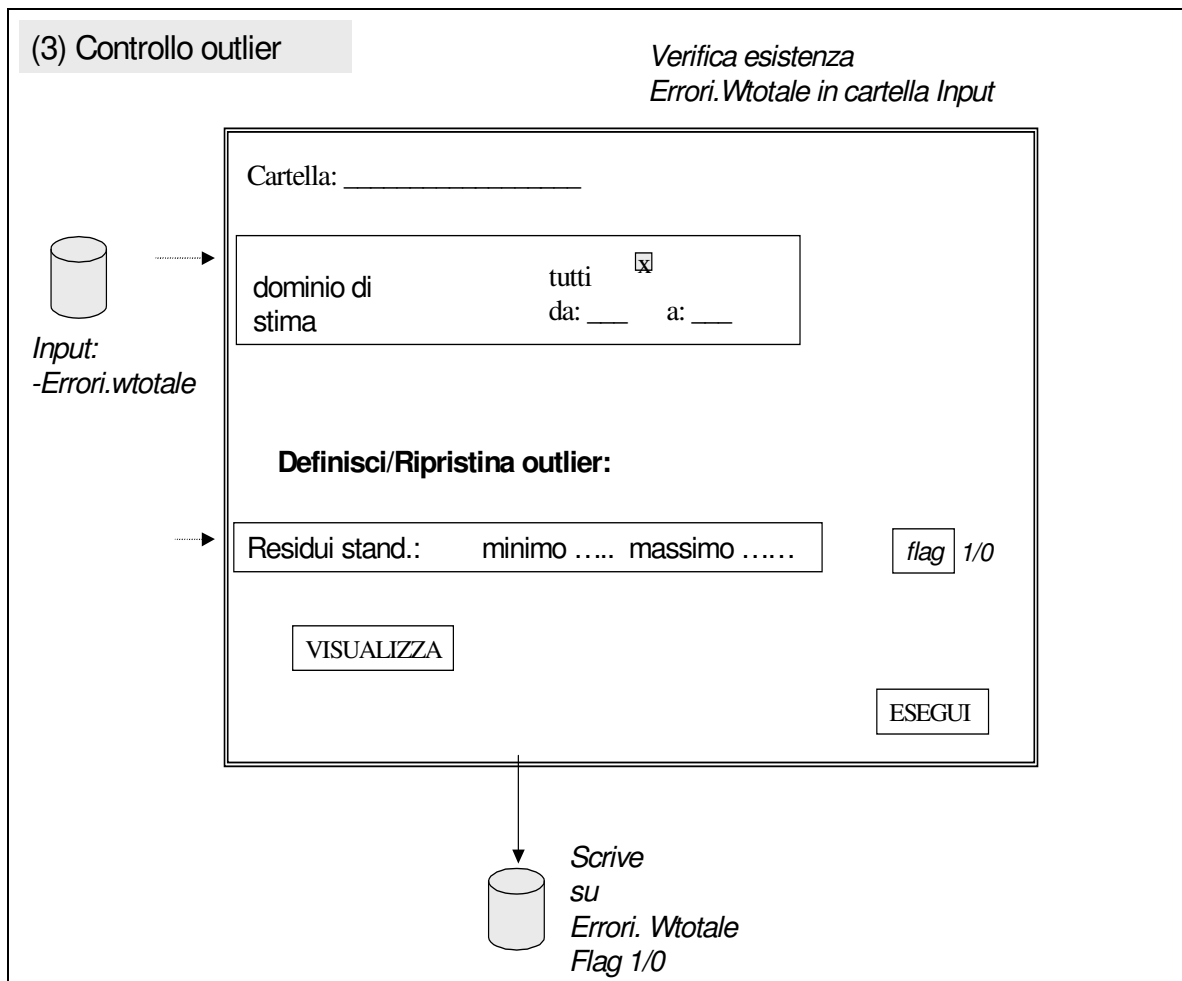 (3) Controllo outlier
Verifica esistenza
Errori.Wtotale in cartella Input
Cartella: __________________
dominio di
stima
tutti x
da: ___ a: ___
Input:
-Errori.wtotale
Definisci/Ripristina outlier:
Residui stand.: minimo ….. massimo ……
flag 1/0
VISUALIZZA
ESEGUI
Scrive
su
Errori. Wtotale
Flag 1/0